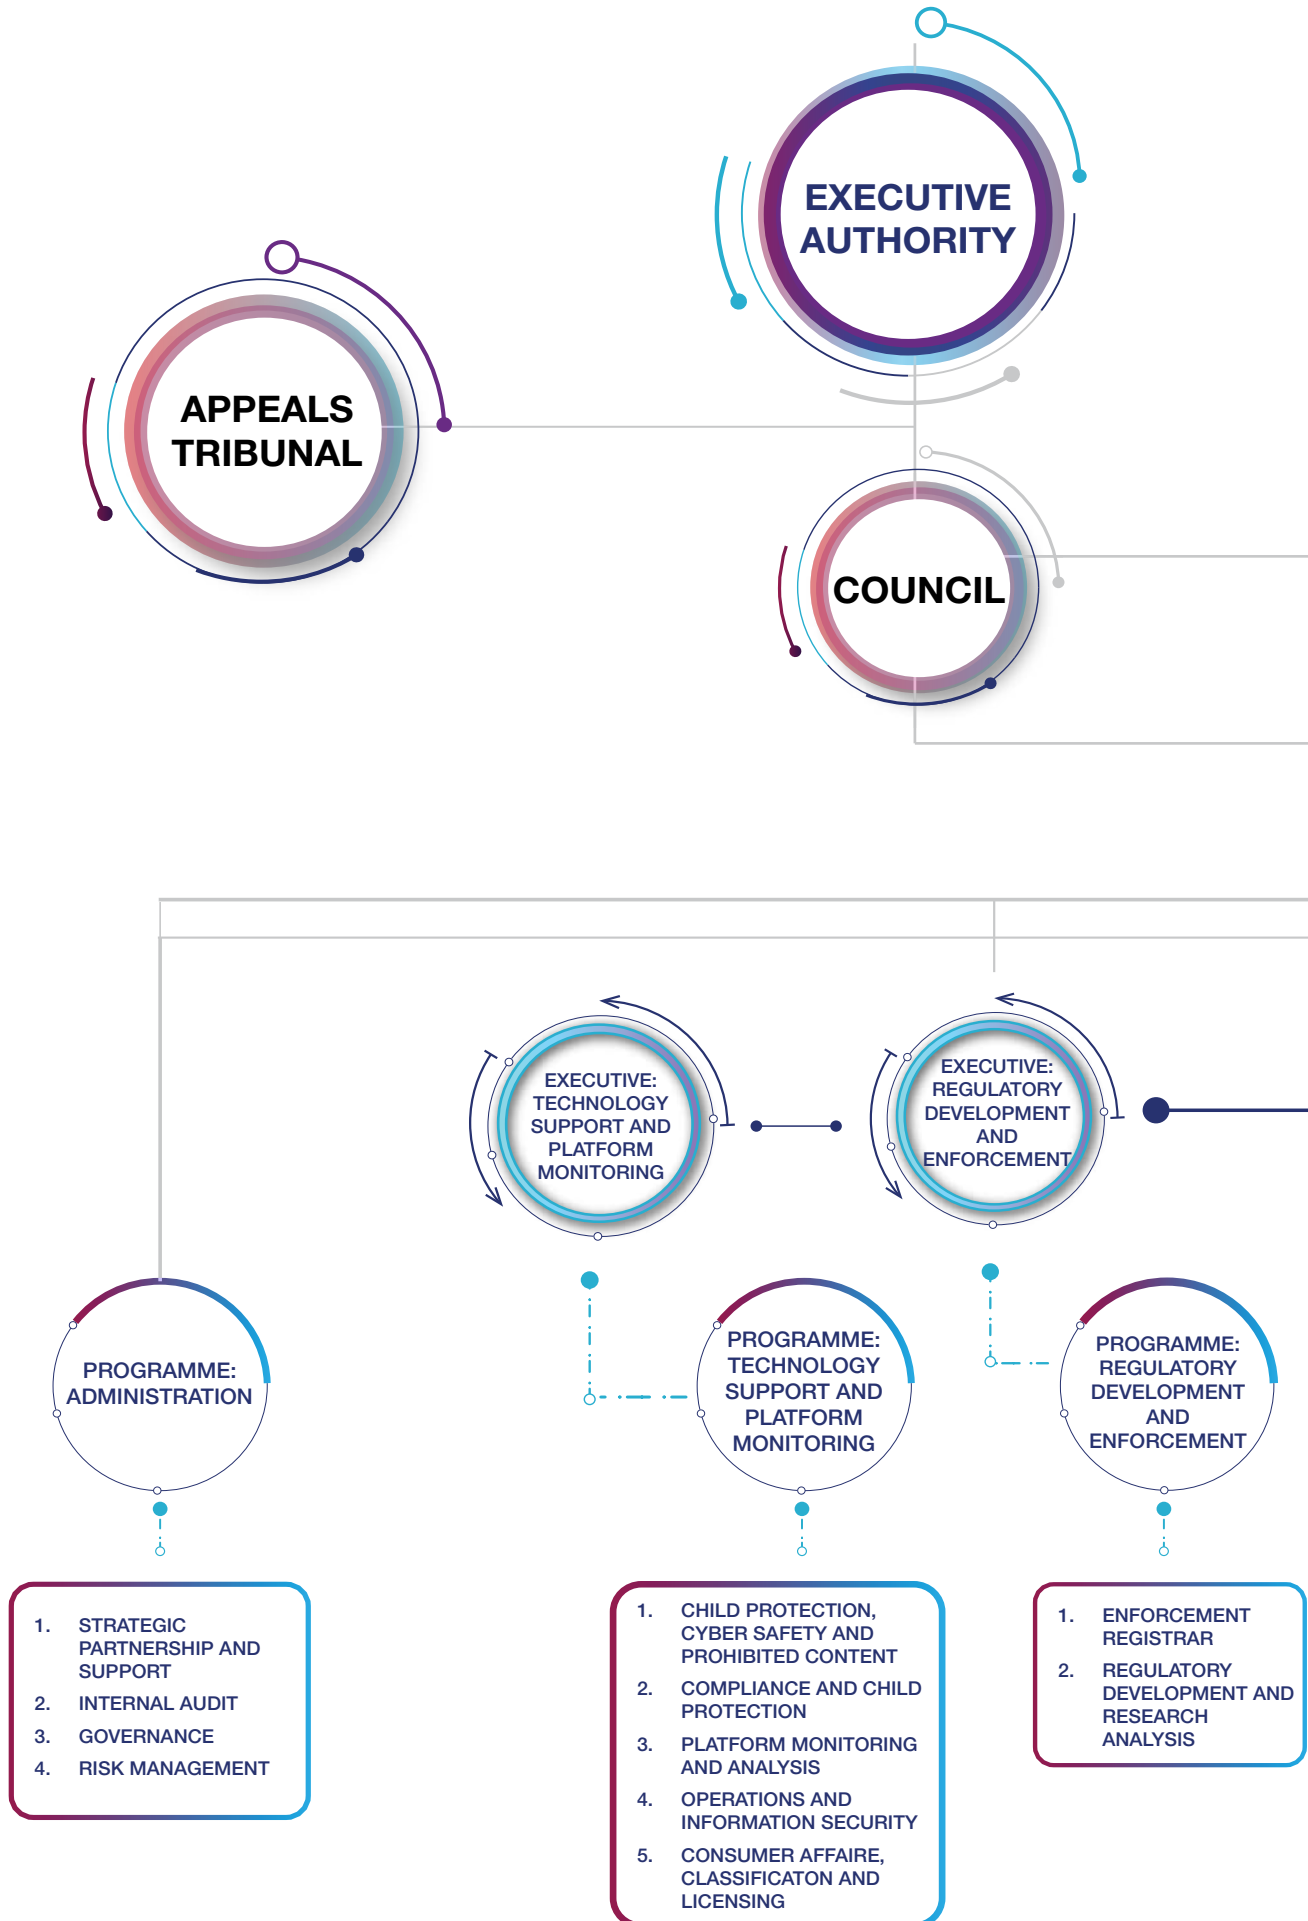 EXECUTIVE
AUTHORITY
APPEALS
TRIBUNAL
COUNCIL
EXECUTIVE:
TECHNOLOGY
SUPPORT AND
PLATFORM
MONITORING
EXECUTIVE:
REGULATORY
DEVELOPMENT
AND
ENFORCEMENT
PROGRAMME:
ADMINISTRATION
PROGRAMME:
TECHNOLOGY
SUPPORT AND
PLATFORM
MONITORING
PROGRAMME:
REGULATORY
DEVELOPMENT
AND
ENFORCEMENT
1. STRATEGIC
PARTNERSHIP AND
SUPPORT
2. INTERNAL AUDIT
3. GOVERNANCE
4. RISK MANAGEMENT
1. CHILD PROTECTION,
CYBER SAFETY AND
PROHIBITED CONTENT
2. COMPLIANCE AND CHILD
PROTECTION
3. PLATFORM MONITORING
AND ANALYSIS
4. OPERATIONS AND
INFORMATION SECURITY
5. CONSUMER AFFAIRE,
CLASSIFICATON AND
LICENSING
1. ENFORCEMENT
REGISTRAR
2. REGULATORY
DEVELOPMENT AND
RESEARCH
ANALYSIS